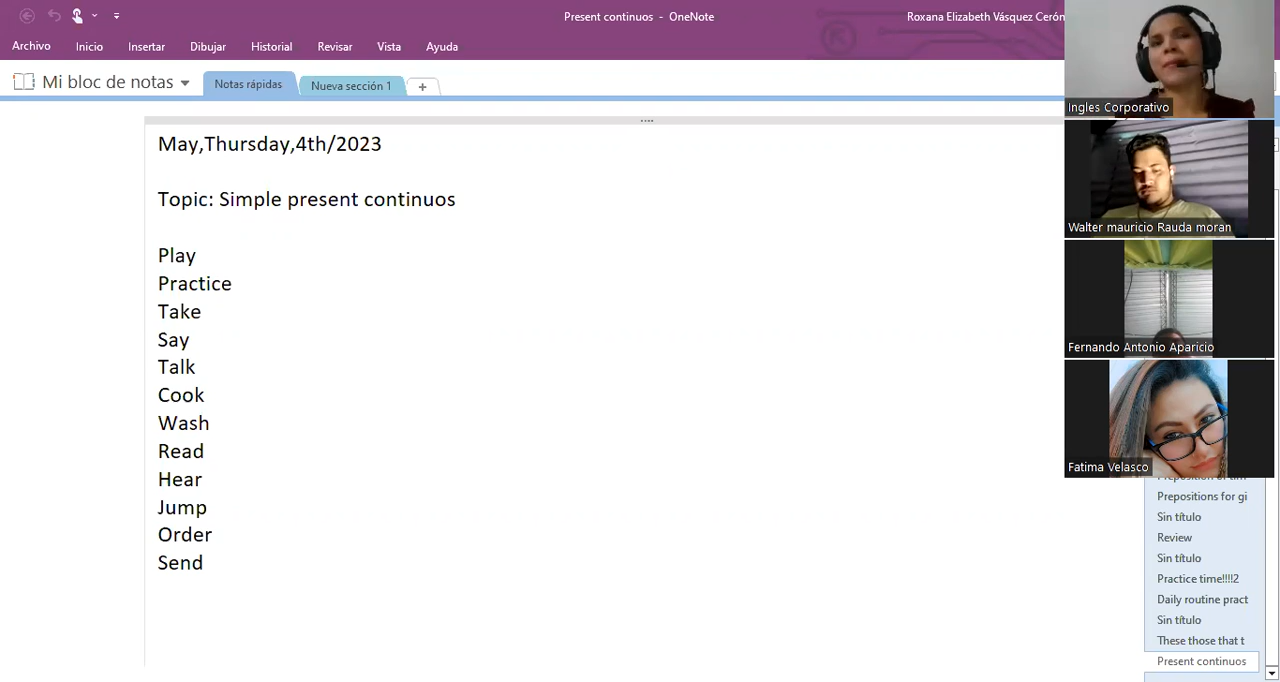 Present continuos - OneNote
Roxana Elizabeth Vásquez Cerón
Archivo
Inicio
Insertar
Dibujar
Historial
Revisar
Vista
Ayuda
Mi bloc de notas
Notas rápidas
Nueva sección 1
May,Thursday,4th/2023
Topic: Simple present continuos
Play
Practice
Take
Say
Talk
Cook
Wash
Read
Hear
Jump
Order
Send
Ingles Corporativo
Walter mauricio Rauda moran
Fernando Antonio Aparicio
Fatima Velasco
Prepositions for gi
Sin título
Review
Sin título
Practice time!!!!2
Daily routine pract
Sin título
These those that t
Present continuos